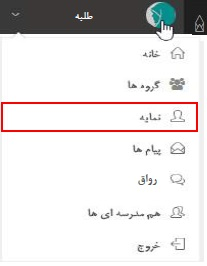 طلبه
خانه
گروه ها
نمایه
پیام ها
رواق
هم مدرسه ای ها
خروج